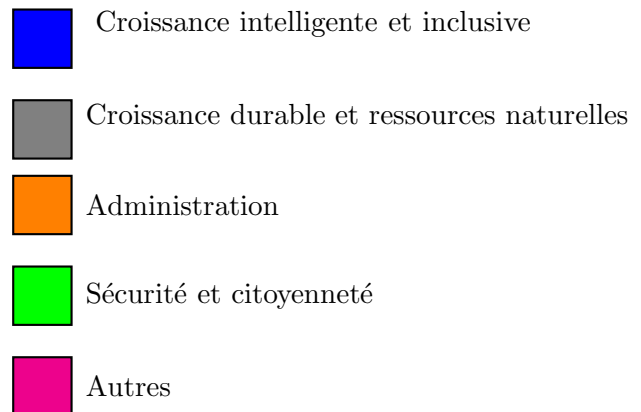 Croissance intelligente et inclusive
Croissance durable et ressources naturelles
Administration
Sécurité et citoyenneté
Autres